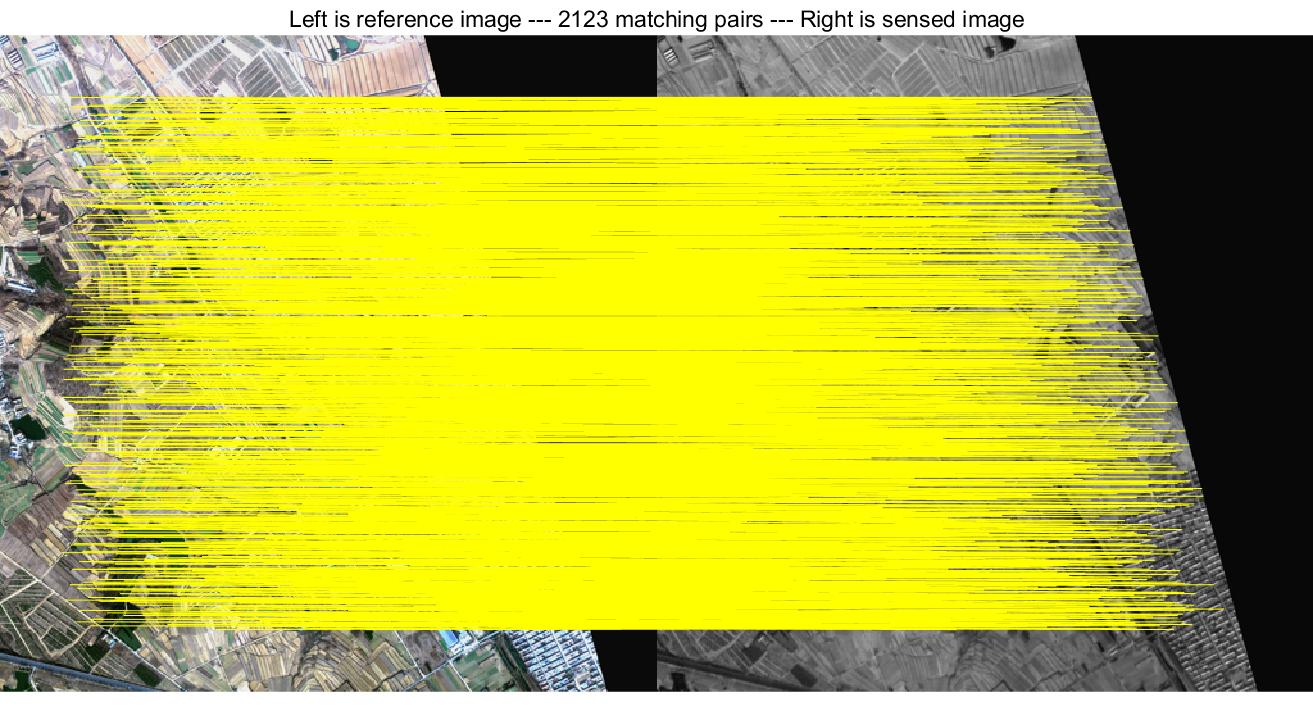 Left is reference image --- 2123 matching pairs --- Right is sensed image